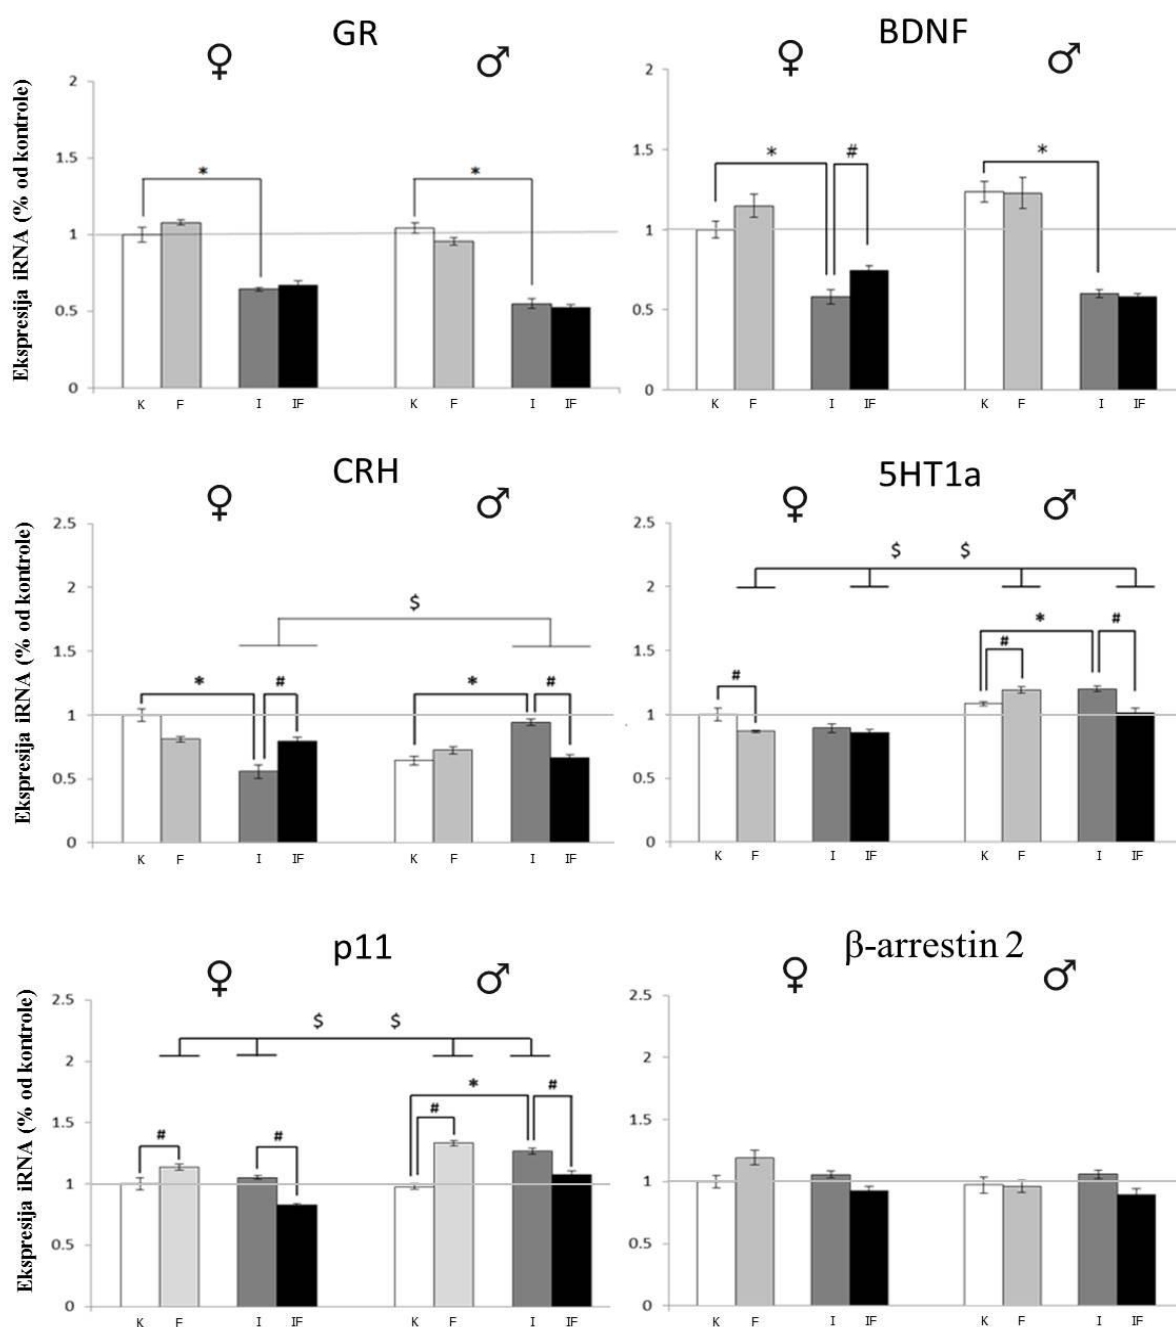 GR
♀ ♂
Ekspresija iRNA (% od kontrole)
2
1.5
1
0.5
0
* *
K F I IF K F I IF
BDNF
♀ ♂
2
1.5
1
0.5
0
* # *
K F I IF K F I IF
CRH
♀ ♂
Ekspresija iRNA (% od kontrole)
2.5
2
1.5
1
0.5
0
$
* # * #
K F I IF K F I IF
5HT1a
♀ ♂
2.5
2
1.5
1
0.5
0
$ $
* #
#
#
K F I IF K F I IF
p11
♀ ♂
Ekspresija iRNA (% od kontrole)
2.5
2
1.5
1
0.5
0
$ $
* #
#
# #
K F I IF K F I IF
β-arrestin 2
♀ ♂
2.5
2
1.5
1
0.5
0
K F I IF K F I IF